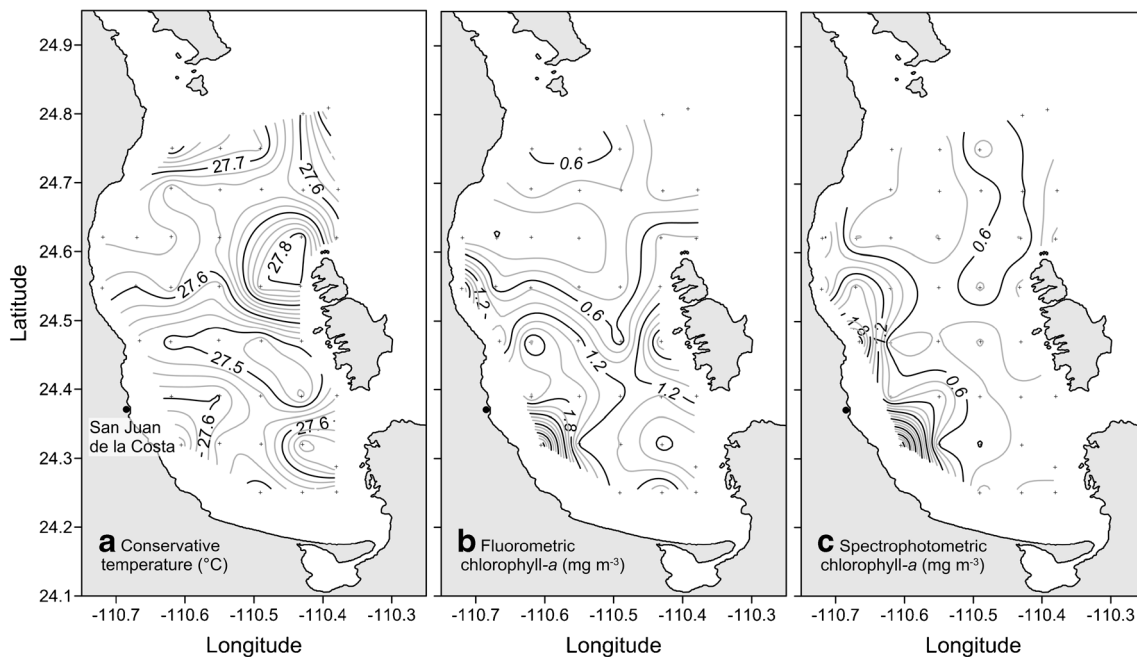 24.9
24.8
24.7
24.6
24.5
24.4
24.3
24.2
24.1
Latitude
27.7
27.6
27.8
27.6
27.5
27.6
27.6
San Juan
de la Costa
a Conservative
temperature (°C)
-110.7 -110.6 -110.5 -110.4 -110.3
Longitude
0.6
1.2
0.6
1.2
1.2
1.8
b Fluorometric
chlorophyll-a (mg m⁻³)
-110.7 -110.6 -110.5 -110.4 -110.3
Longitude
0.6
1.2
1.8
0.6
c Spectrophotometric
chlorophyll-a (mg m⁻³)
-110.7 -110.6 -110.5 -110.4 -110.3
Longitude